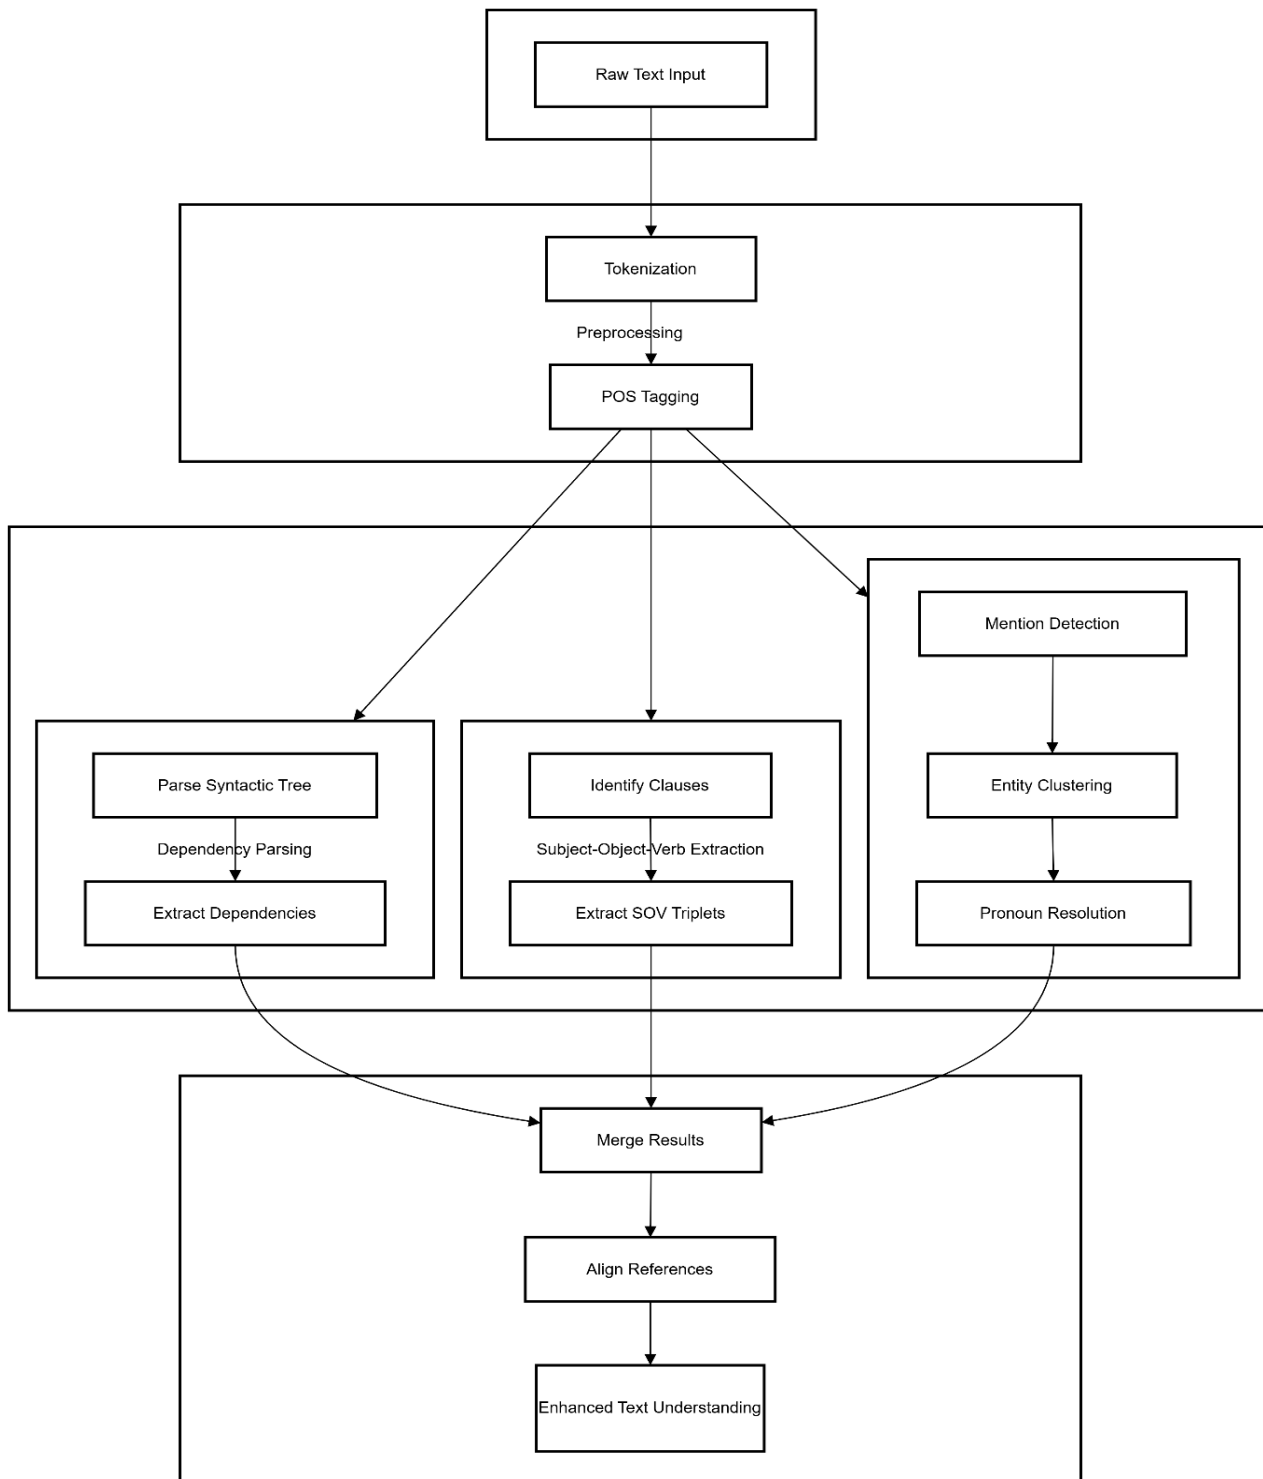 Raw Text Input
Tokenization
Preprocessing
POS Tagging
Mention Detection
Parse Syntactic Tree
Identify Clauses
Entity Clustering
Dependency Parsing
Subject-Object-Verb Extraction
Extract Dependencies
Extract SOV Triplets
Pronoun Resolution
Merge Results
Align References
Enhanced Text Understanding